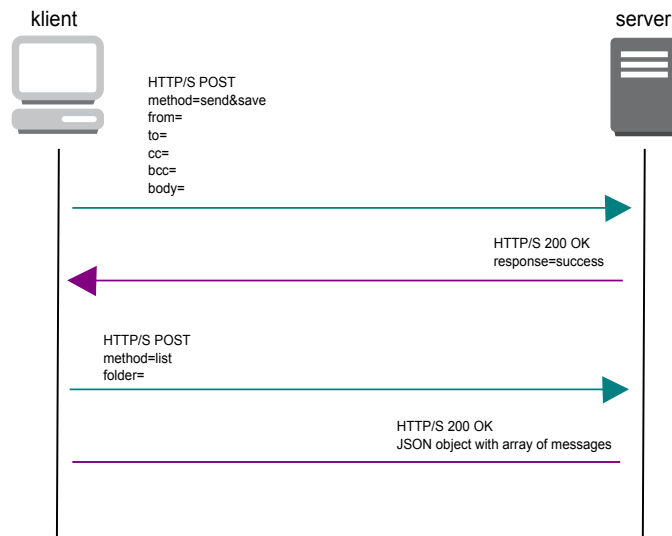 klient
server
HTTP/S POST
method=send&save
from=
to=
cc=
bcc=
body=
HTTP/S 200 OK
response=success
HTTP/S POST
method=list
folder=
HTTP/S 200 OK
JSON object with array of messages